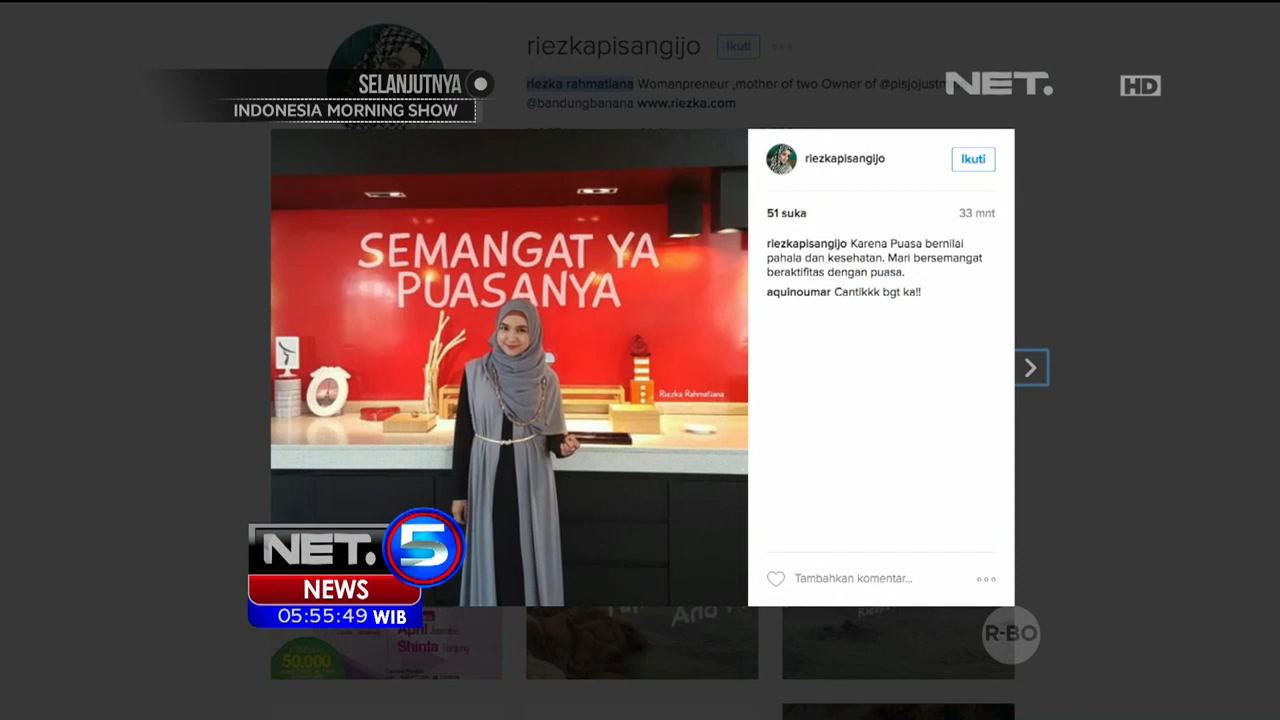 riezkapisangijo Ikuti
riezka rahmatiana Womanpreneur ,mother of two Owner of @pisjojustm
@bandungbanana www.riezka.com
SELANJUTNYA
INDONESIA MORNING SHOW
NET.
HD
SEMANGAT YA
PUASANYA
Riezka Rahmatiana
riezkapisangijo Ikuti
51 suka 33 mnt
riezkapisangijo Karena Puasa bernilai
pahala dan kesehatan. Mari bersemangat
beraktifitas dengan puasa.
aquinoumar Cantikkk bgt ka!!
Tambahkan komentar...
NET. 5
NEWS
05:55:49 WIB
April
Shinta
50.000
R-BO